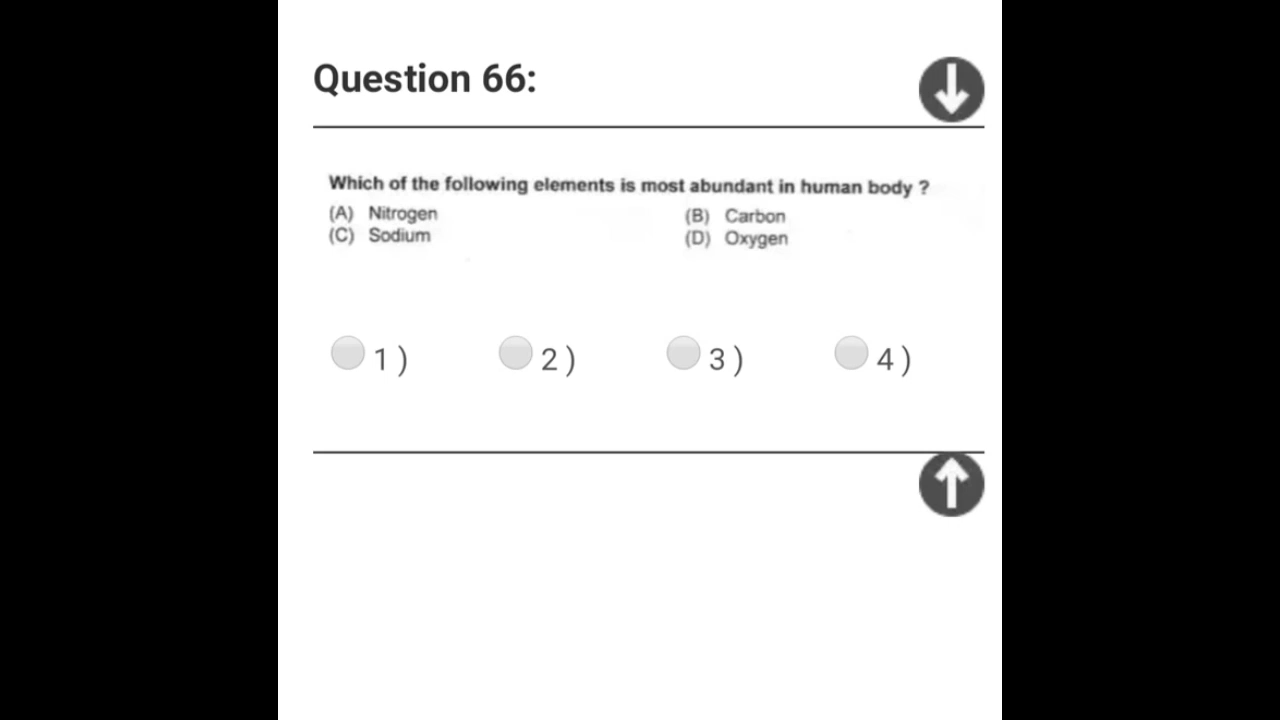 Question 66:
Which of the following elements is most abundant in human body ?
(A) Nitrogen (B) Carbon
(C) Sodium (D) Oxygen
1 ) 2 ) 3 ) 4 )